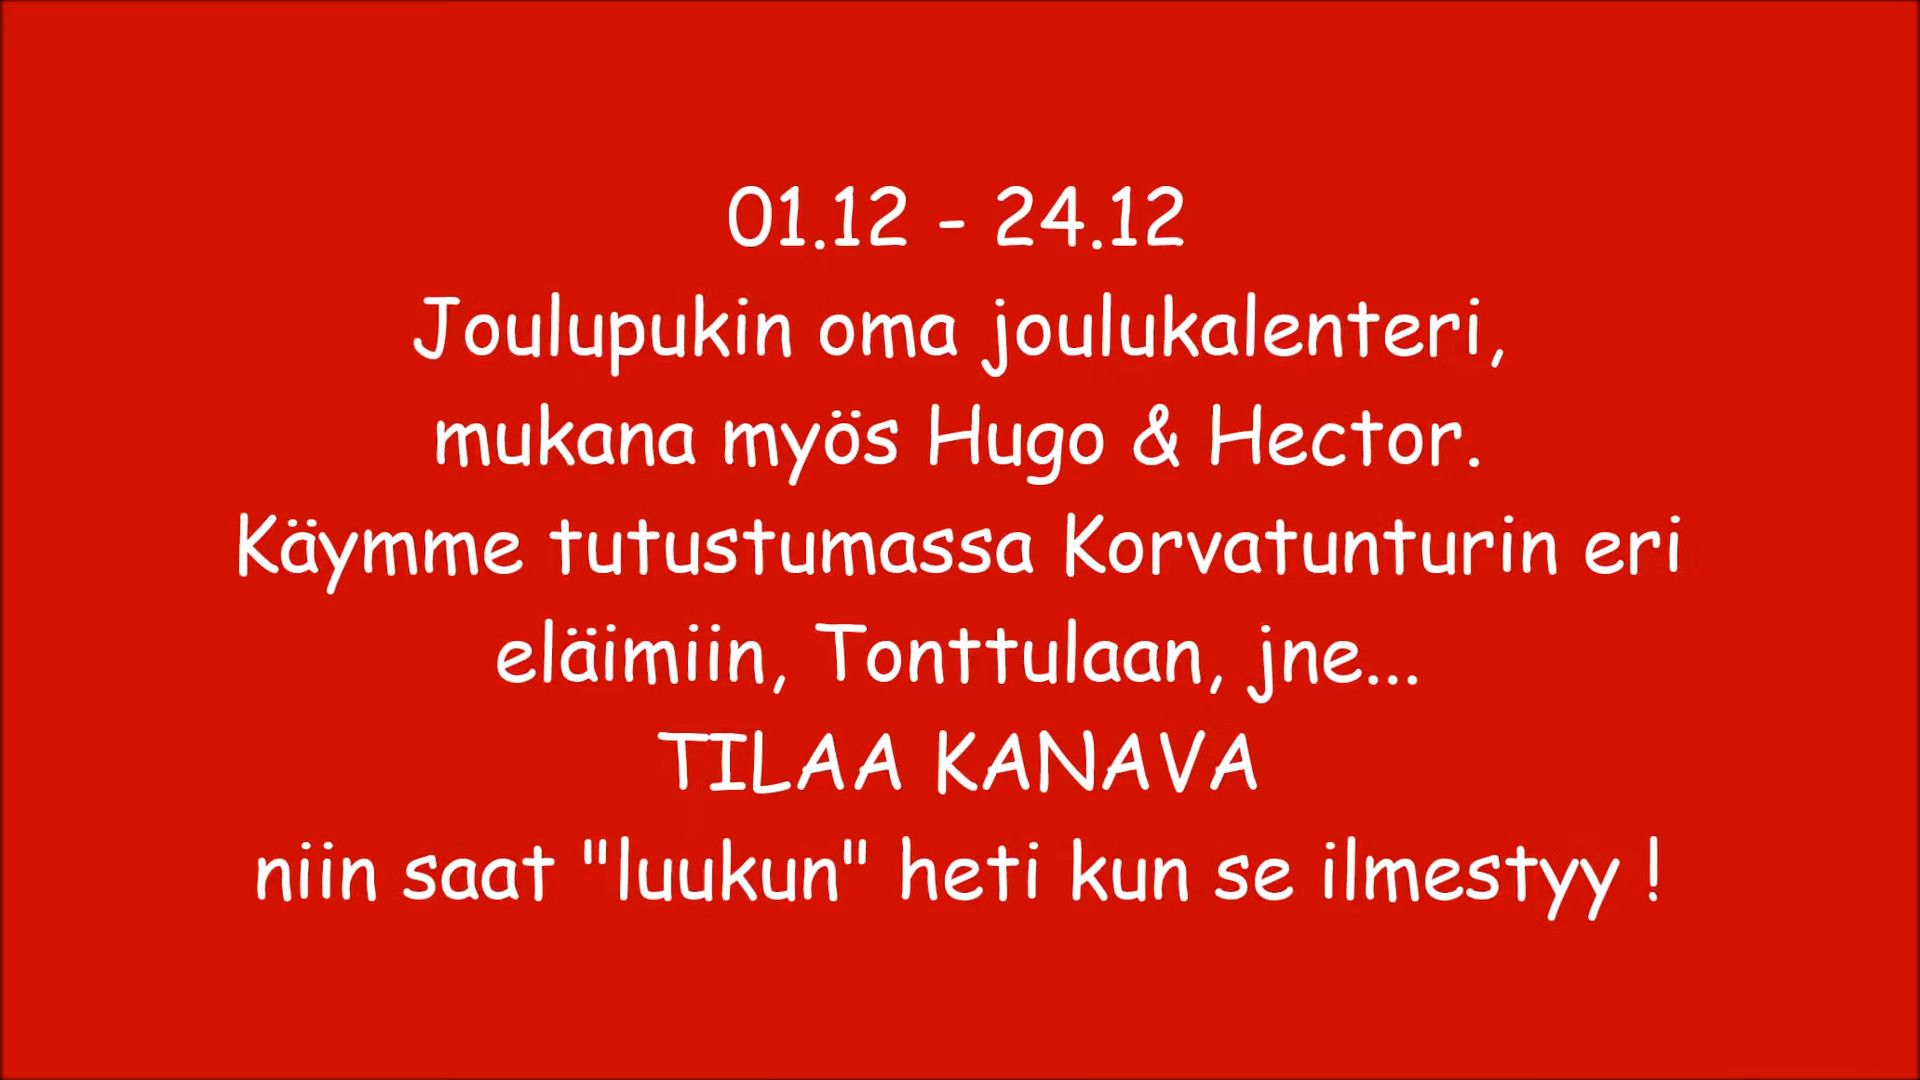 01.12 - 24.12
Joulupukin oma joulukalenteri,
mukana myös Hugo & Hector.
Käymme tutustumassa Korvatunturin eri
eläimiin, Tonttulaan, jne...
TILAA KANAVA
niin saat "luukun" heti kun se ilmestyy !